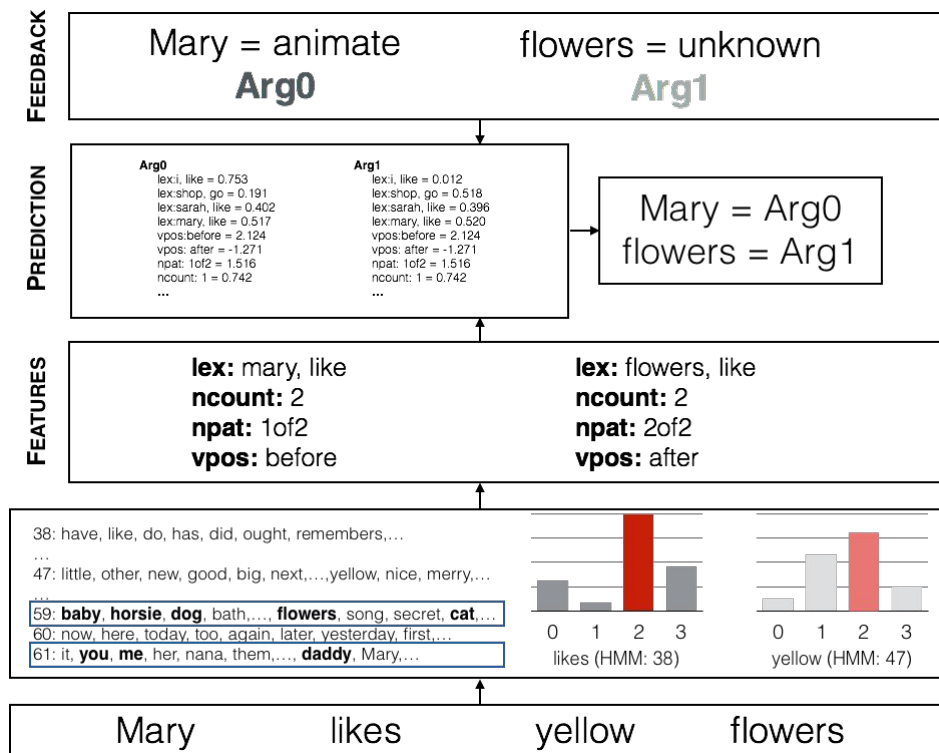 FEEDBACK
Mary = animate
Arg0
flowers = unknown
Arg1
PREDICTION
Arg0
lex:i, like = 0.753
lex:shop, go = 0.191
lex:sarah, like = 0.402
lex:mary, like = 0.517
vpos:before = 2.124
vpos: after = -1.271
npat: 1of2 = 1.516
ncount: 1 = 0.742
...
Arg1
lex:i, like = 0.012
lex:shop, go = 0.518
lex:sarah, like = 0.396
lex:mary, like = 0.520
vpos:before = 2.124
vpos: after = -1.271
npat: 1of2 = 1.516
ncount: 1 = 0.742
...
Mary = Arg0
flowers = Arg1
FEATURES
lex: mary, like
ncount: 2
npat: 1of2
vpos: before
lex: flowers, like
ncount: 2
npat: 2of2
vpos: after
38: have, like, do, has, did, ought, remembers,...
...
47: little, other, new, good, big, next,...,yellow, nice, merry,...
...
59: baby, horsie, dog, bath,..., flowers, song, secret, cat,...
60: now, here, today, too, again, later, yesterday, first,...
61: it, you, me, her, nana, them,..., daddy, Mary,...
0 1 2 3
likes (HMM: 38)
0 1 2 3
yellow (HMM: 47)
Mary likes yellow flowers